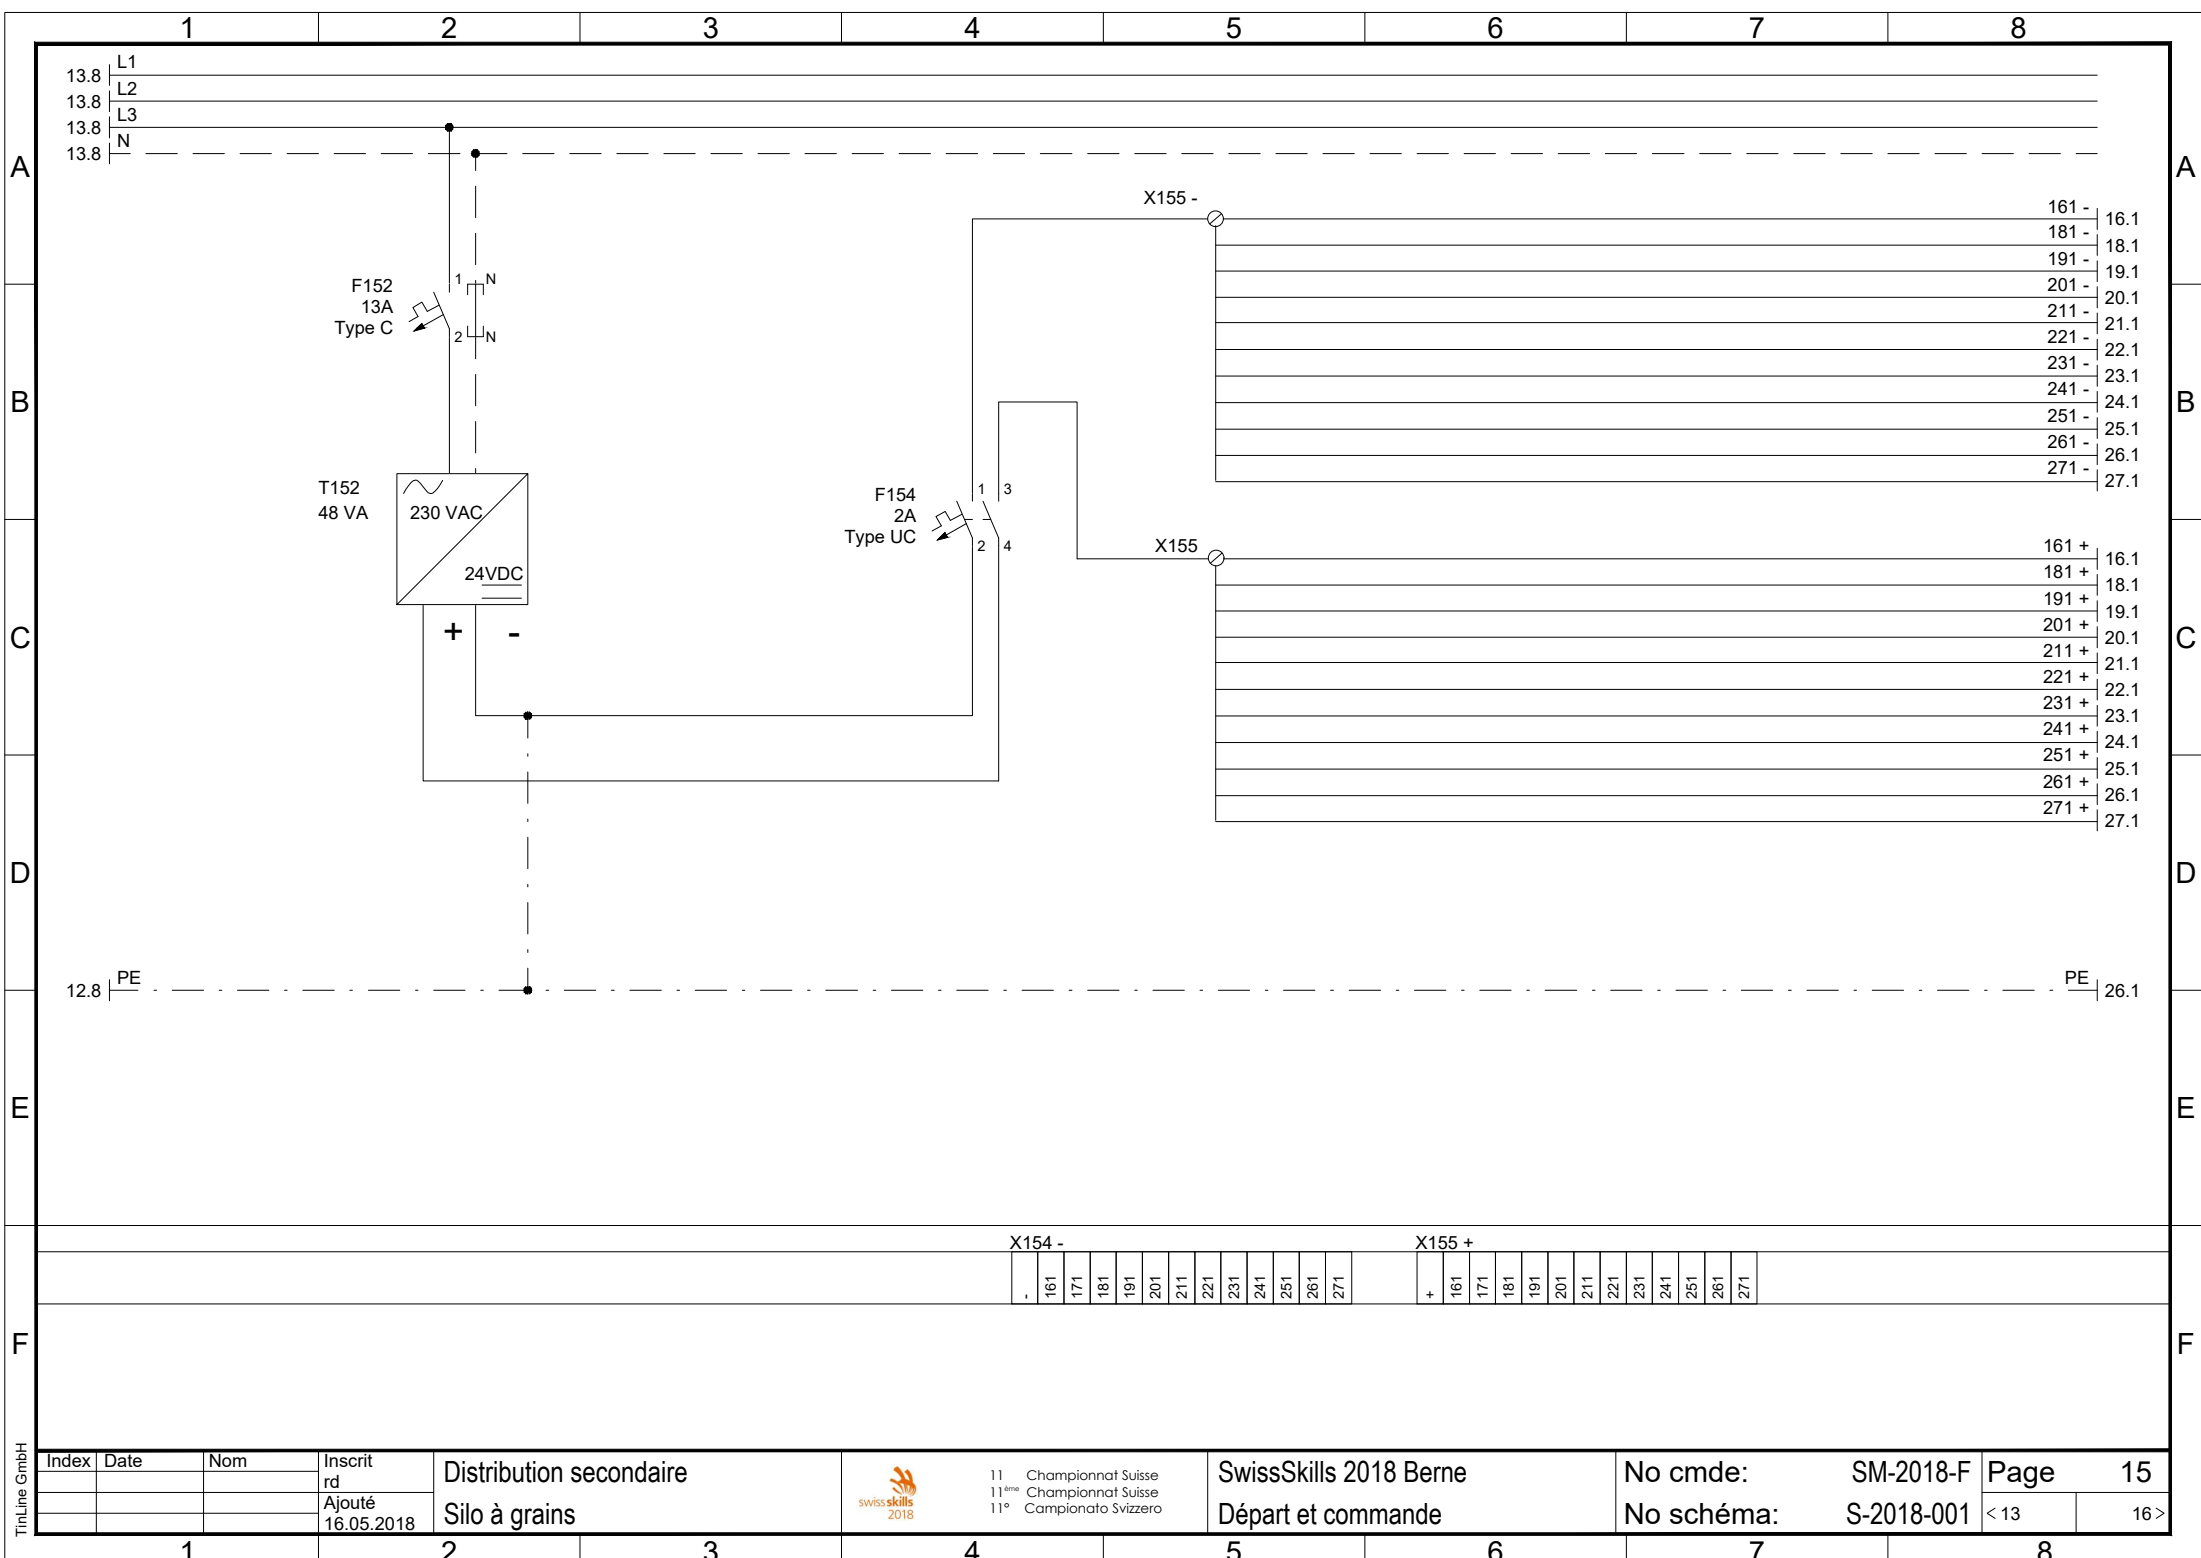 1 2 3 4 5 6 7 8
13.8 L1
13.8 L2
13.8 L3
13.8 N
A A
X155 -
161 - 16.1
181 - 18.1
191 - 19.1
201 - 20.1
211 - 21.1
221 - 22.1
231 - 23.1
241 - 24.1
251 - 25.1
261 - 26.1
271 - 27.1
F152
13A
Type C
1 N
2 N
B B
T152
48 VA
230 VAC
24VDC
+ -
F154
2A
Type UC
1 3
2 4
X155
161 + 16.1
181 + 18.1
191 + 19.1
201 + 20.1
211 + 21.1
221 + 22.1
231 + 23.1
241 + 24.1
251 + 25.1
261 + 26.1
271 + 27.1
C C
D D
12.8 PE
PE 26.1
E E
X154 -
- 161 171 181 191 201 211 221 231 241 251 261 271
X155 +
+ 161 171 181 191 201 211 221 231 241 251 261 271
F F
TinLine GmbH
Index Date Nom
Inscrit
rd
Ajouté
16.05.2018
Distribution secondaire
Silo à grains
swissskills
2018
11 Championnat Suisse
11ème Championnat Suisse
11° Campionato Svizzero
SwissSkills 2018 Berne
Départ et commande
No cmde: SM-2018-F
No schéma: S-2018-001
Page 15
< 13 16 >
1 2 3 4 5 6 7 8